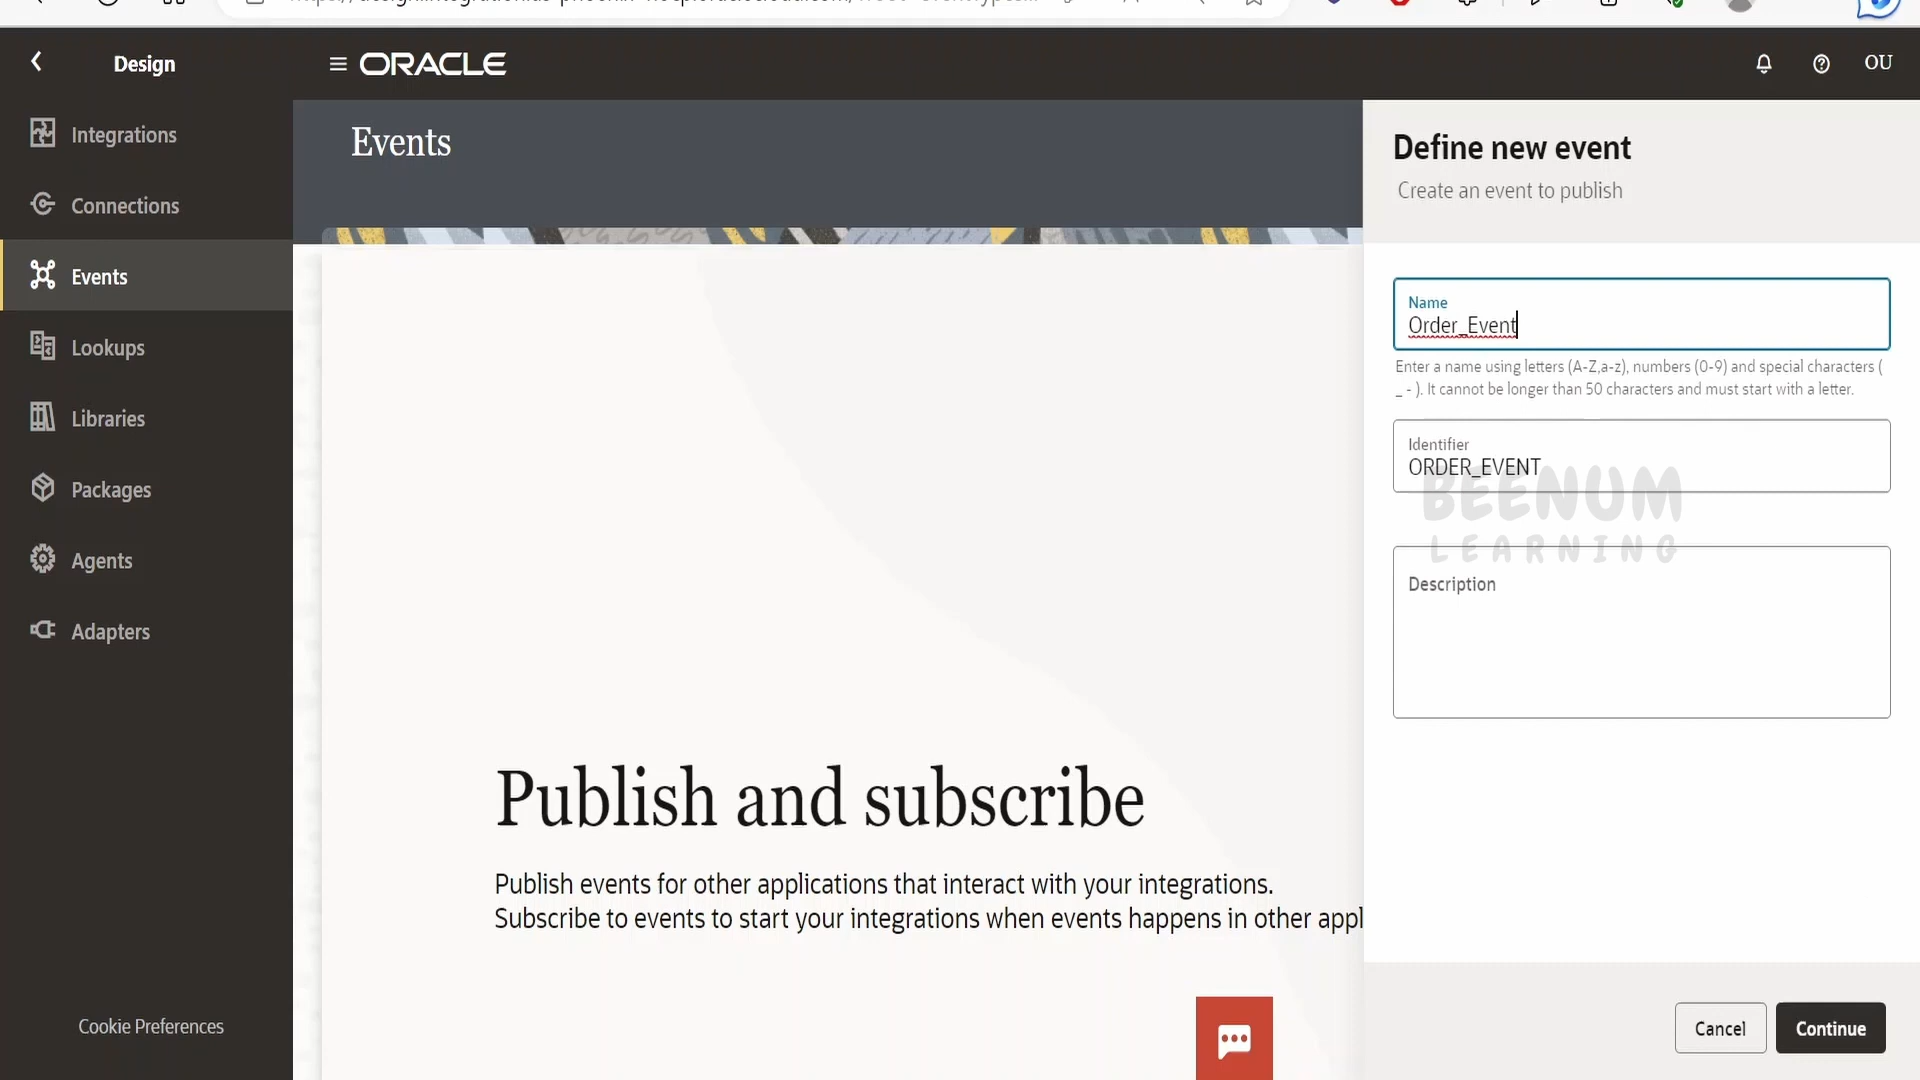 Design
ORACLE
OU
Integrations
Connections
Events
Lookups
Libraries
Packages
Agents
Adapters
Cookie Preferences
Events
Publish and subscribe
Publish events for other applications that interact with your integrations.
Subscribe to events to start your integrations when events happens in other appl
Define new event
Create an event to publish
Name
Order_Event
Enter a name using letters (A-Z,a-z), numbers (0-9) and special characters (
_ - ). It cannot be longer than 50 characters and must start with a letter.
Identifier
ORDER_EVENT
BEENUM
LEARNING
Description
Cancel
Continue